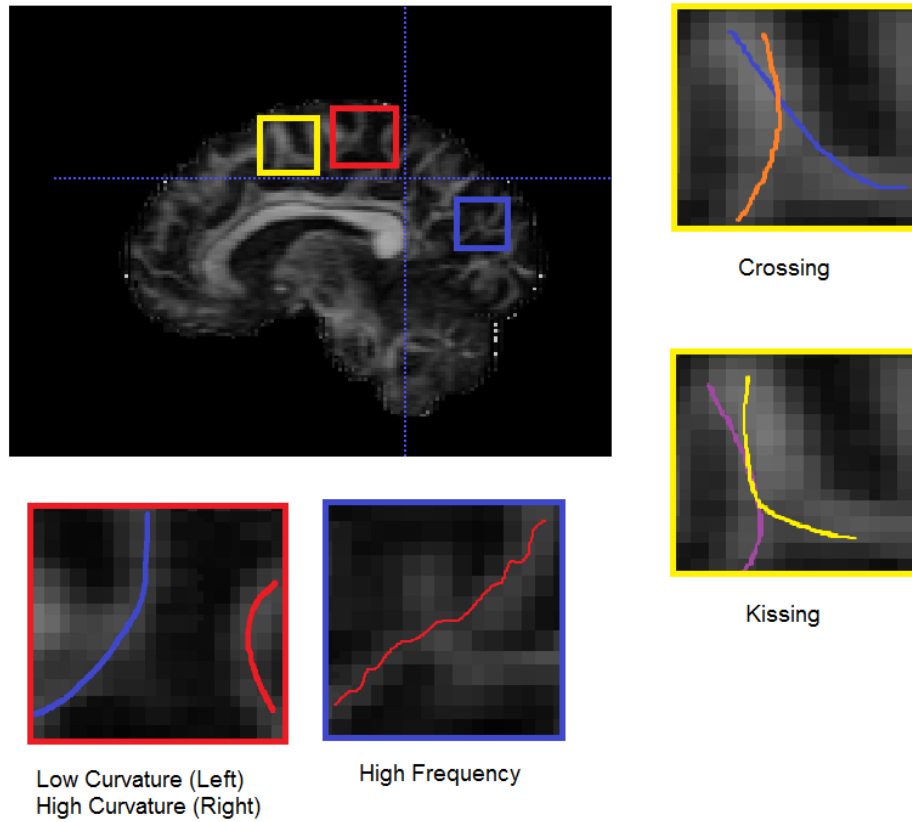 Crossing
Kissing
Low Curvature (Left)
High Curvature (Right)
High Frequency